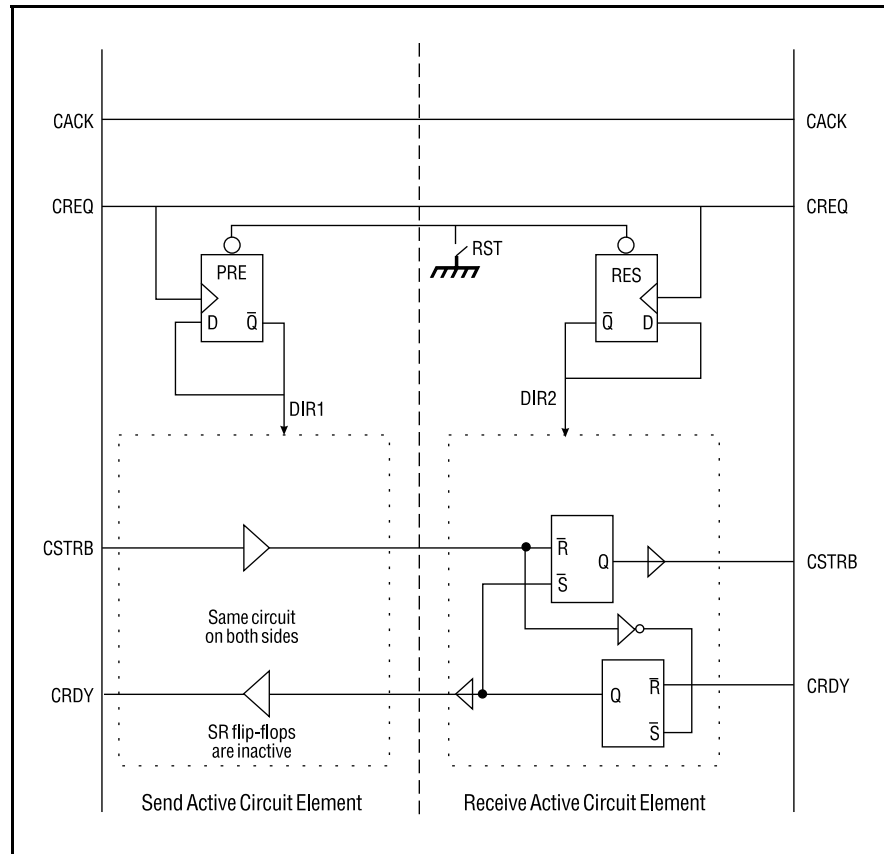 CACK
CACK
CREQ
CREQ
RST
PRE
RES
D
Q̅
Q̅
D
DIR1
DIR2
CSTRB
R̅
Q
S̅
CSTRB
Same circuit
on both sides
CRDY
Q
R̅
CRDY
S̅
SR flip-flops
are inactive
Send Active Circuit Element
Receive Active Circuit Element